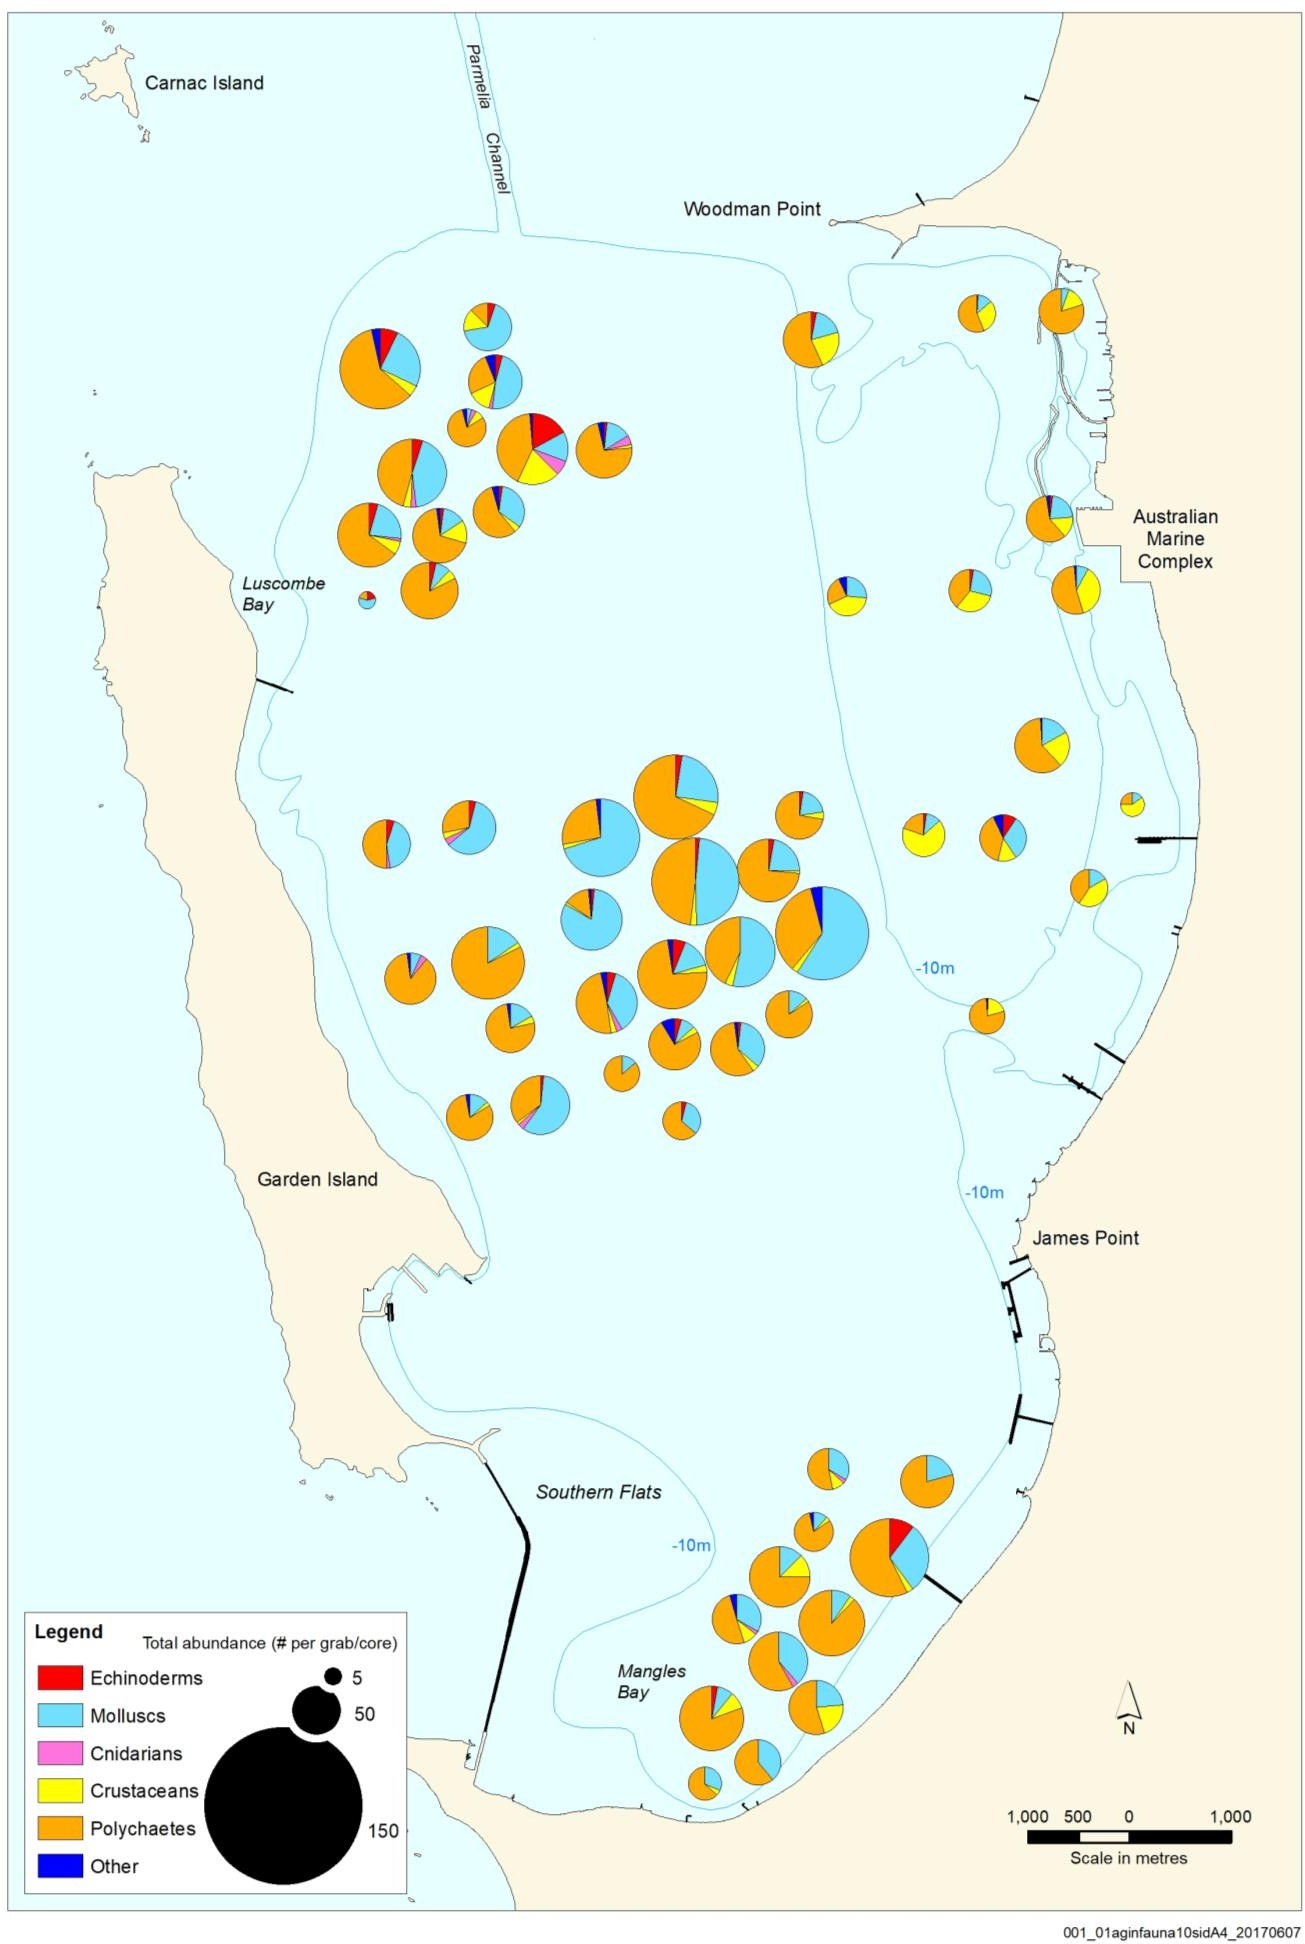 Carnac Island
Parmelia
Channel
Woodman Point
Australian
Marine
Complex
Luscombe
Bay
-10m
-10m
Garden Island
James Point
Southern Flats
-10m
Mangles
Bay
Legend
Total abundance (# per grab/core)
Echinoderms
5
Molluscs
50
Cnidarians
Crustaceans
Polychaetes
150
Other
N
1,000 500 0 1,000
Scale in metres
001_01aginfauna10sidA4_20170607